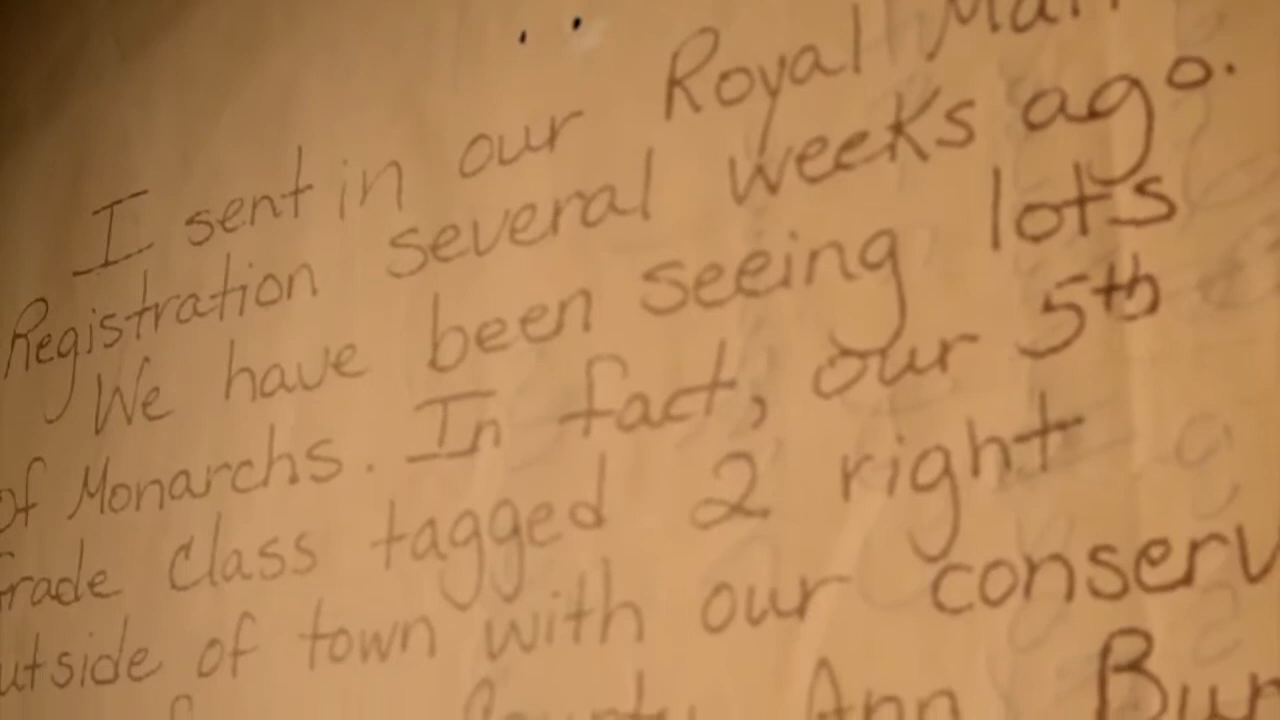 I sent in our Royal
Registration several weeks ago.
We have been seeing lots
of Monarchs. In fact, our 5th
class tagged 2 right
of town with our
Ann